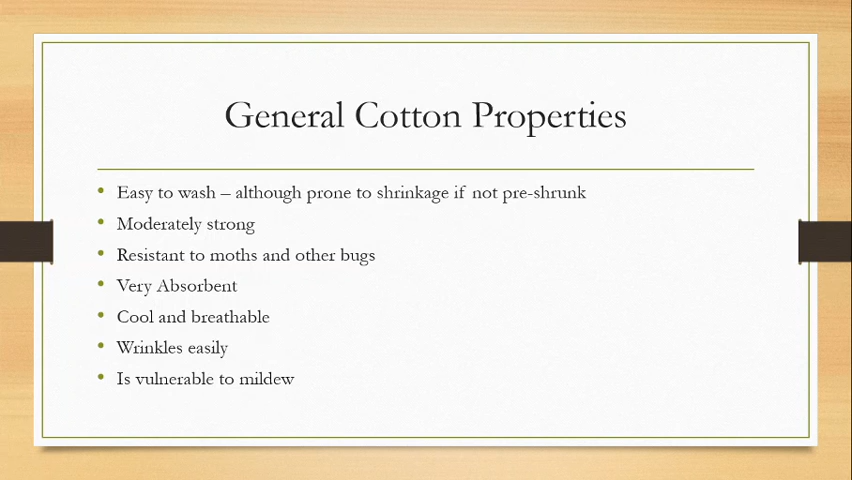 General Cotton Properties
• Easy to wash – although prone to shrinkage if not pre-shrunk
• Moderately strong
• Resistant to moths and other bugs
• Very Absorbent
• Cool and breathable
• Wrinkles easily
• Is vulnerable to mildew